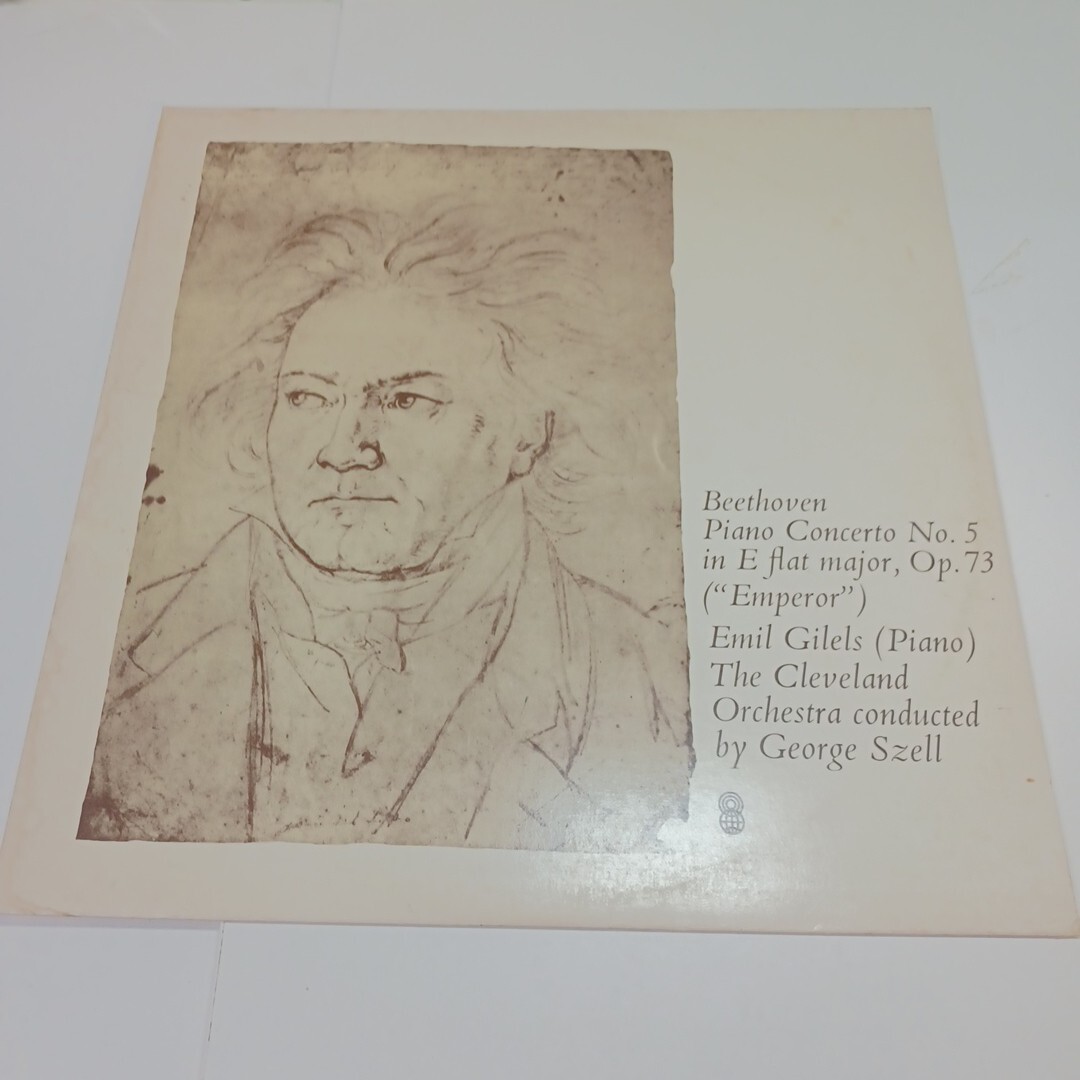 Beethoven
Piano Concerto No. 5
in E flat major, Op. 73
(“Emperor”)
Emil Gilels (Piano)
The Cleveland
Orchestra conducted
by George Szell